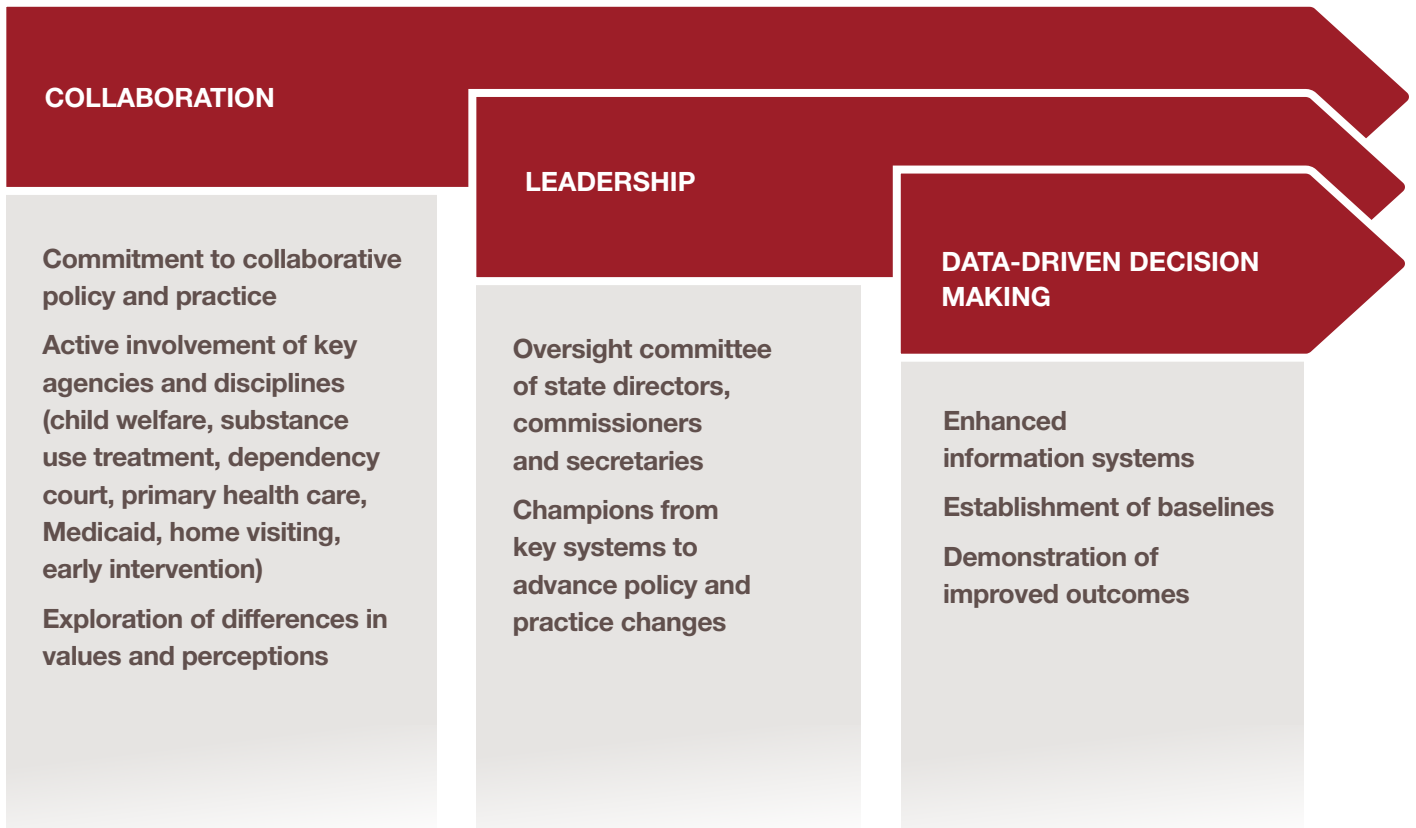 COLLABORATION
Commitment to collaborative
policy and practice
Active involvement of key
agencies and disciplines
(child welfare, substance
use treatment, dependency
court, primary health care,
Medicaid, home visiting,
early intervention)
Exploration of differences in
values and perceptions
LEADERSHIP
Oversight committee
of state directors,
commissioners
and secretaries
Champions from
key systems to
advance policy and
practice changes
DATA-DRIVEN DECISION
MAKING
Enhanced
information systems
Establishment of baselines
Demonstration of
improved outcomes